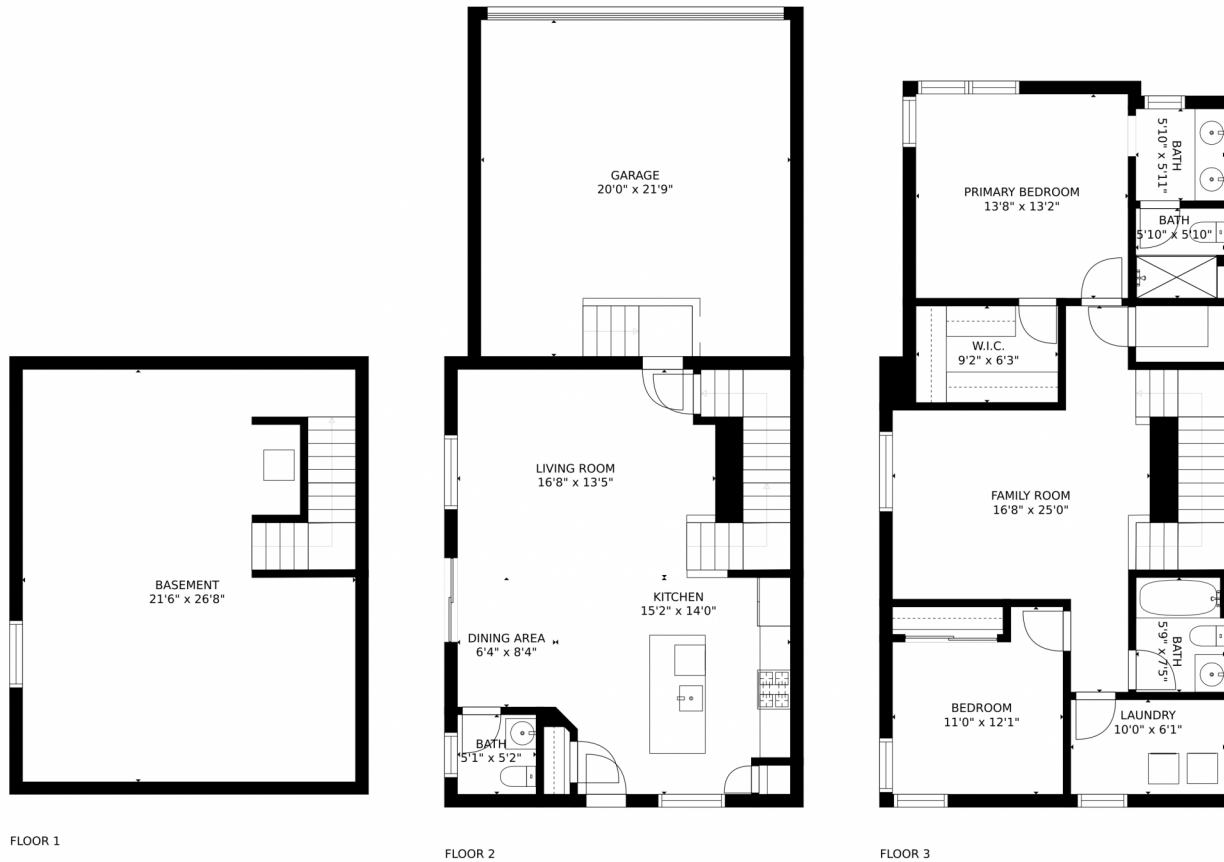 BASEMENT
21'6" x 26'8"
FLOOR 1
GARAGE
20'0" x 21'9"
LIVING ROOM
16'8" x 13'5"
KITCHEN
15'2" x 14'0"
DINING AREA
6'4" x 8'4"
BATH
5'1" x 5'2"
FLOOR 2
PRIMARY BEDROOM
13'8" x 13'2"
BATH
5'10" x 5'11"
BATH
5'10" x 5'10"
W.I.C.
9'2" x 6'3"
FAMILY ROOM
16'8" x 25'0"
BATH
5'9" x 7'5"
BEDROOM
11'0" x 12'1"
LAUNDRY
10'0" x 6'1"
FLOOR 3